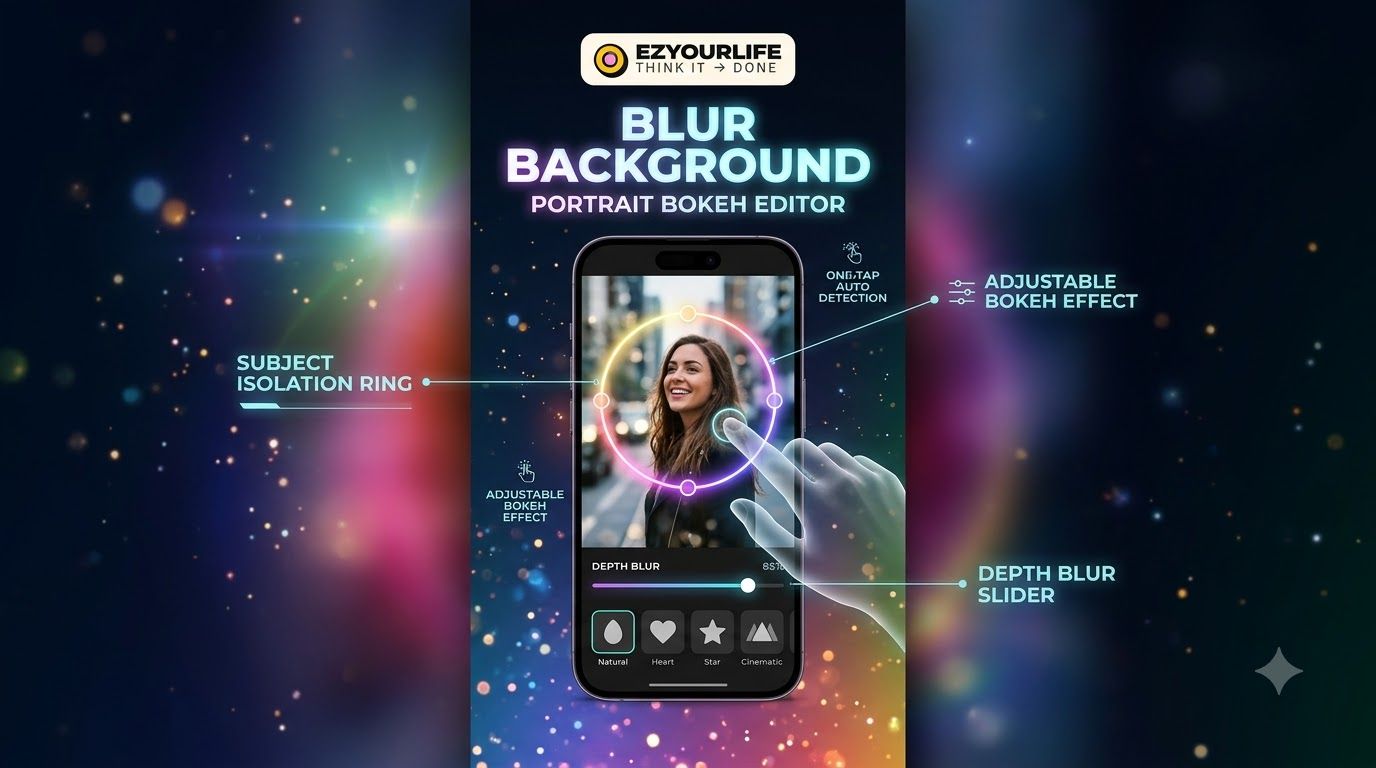 EZYOURLIFE
THINK IT → DONE
BLUR
BACKGROUND
PORTRAIT BOKEH EDITOR
AUTO
DETECTION
ADJUSTABLE
BOKEH EFFECT
SUBJECT
ISOLATION RING
ADJUSTABLE
BOKEH
EFFECT
DEPTH BLUR
DEPTH BLUR
SLIDER
Natural
Heart
Star
Cinematic